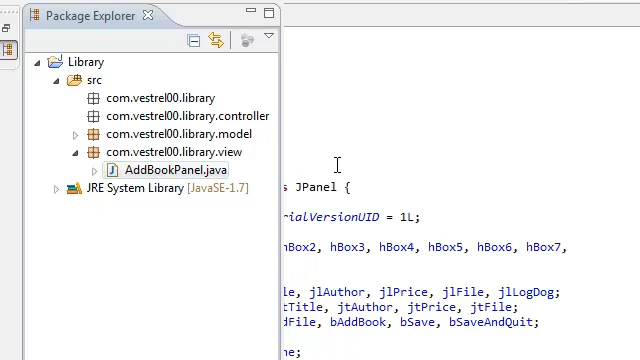 Package Explorer
Library
src
com.vestrel00.library
com.vestrel00.library.controller
com.vestrel00.library.model
com.vestrel00.library.view
AddBookPanel.java
JRE System Library [JavaSE-1.7]
s JPanel {
rialVersionUID = 1L;
hBox2, hBox3, hBox4, hBox5, hBox6, hBox7,
le, jlAuthor, jlPrice, jlFile, jlLogDog;
tTitle, jtAuthor, jtPrice, jtFile;
dFile, bAddBook, bSave, bSaveAndQuit;
ne;